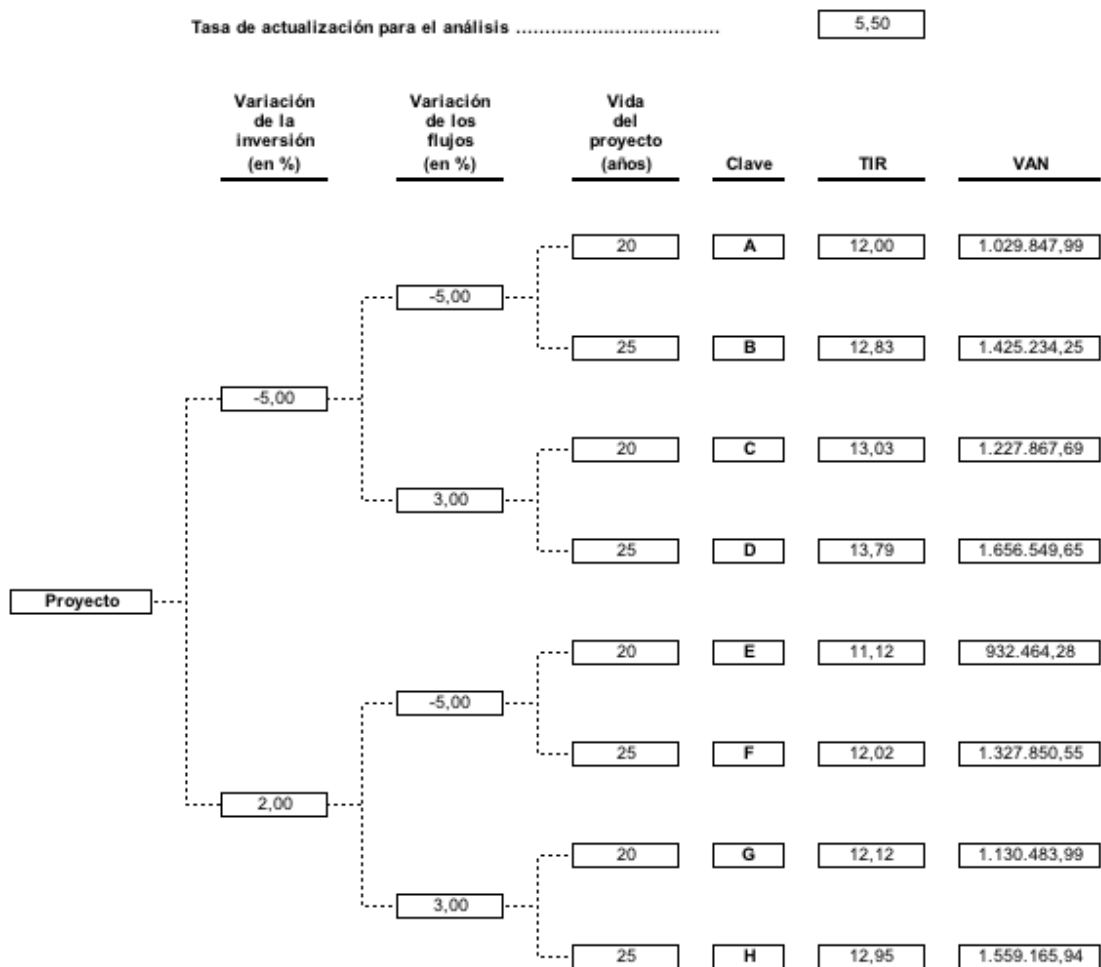 Tasa de actualización para el análisis ................................... 5,50
Variación de la inversión (en %)
Variación de los flujos (en %)
Vida del proyecto (años)
Clave
TIR
VAN
20 A 12,00 1.029.847,99
-5,00
25 B 12,83 1.425.234,25
-5,00
20 C 13,03 1.227.867,69
3,00
25 D 13,79 1.656.549,65
Proyecto
20 E 11,12 932.464,28
-5,00
25 F 12,02 1.327.850,55
2,00
20 G 12,12 1.130.483,99
3,00
25 H 12,95 1.559.165,94